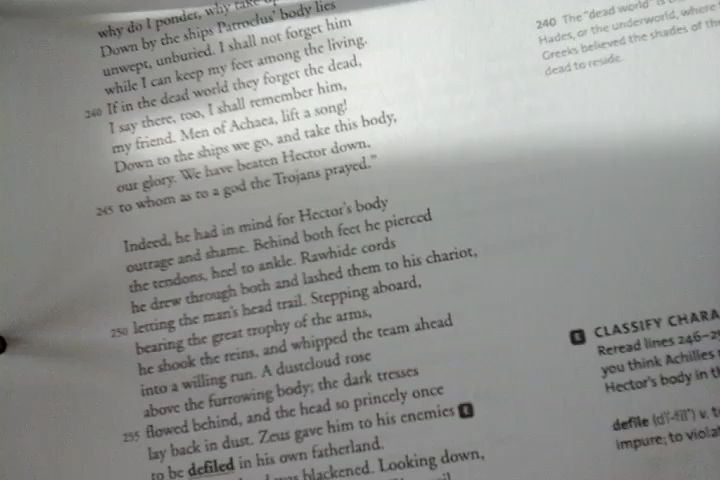 why do I ponder, why take
Down by the ships Patroclus' body lies
unwept, unburied. I shall not forget him
while I can keep my feet among the living.
240 If in the dead world they forget the dead,
I say there, too, I shall remember him,
my friend. Men of Achaea, lift a song!
Down to the ships we go, and take this body,
our glory. We have beaten Hector down,
245 to whom as to a god the Trojans prayed."
Indeed, he had in mind for Hector's body
outrage and shame. Behind both feet he pierced
the tendons, heel to ankle. Rawhide cords
he drew through both and lashed them to his chariot,
250 letting the man's head trail. Stepping aboard,
bearing the great trophy of the arms,
he shook the reins, and whipped the team ahead
into a willing run. A dustcloud rose
above the furrowing body; the dark tresses
255 flowed behind, and the head so princely once
lay back in dust. Zeus gave him to his enemies
to be defiled in his own fatherland.
was blackened. Looking down,
240 The "dead world" is
Hades, or the underworld, where
Greeks believed the shades of the
dead to reside.
CLASSIFY CHARA
Reread lines 246–2
you think Achilles
Hector's body in th
defile (dĭ-fīl') v. t
impure; to viola